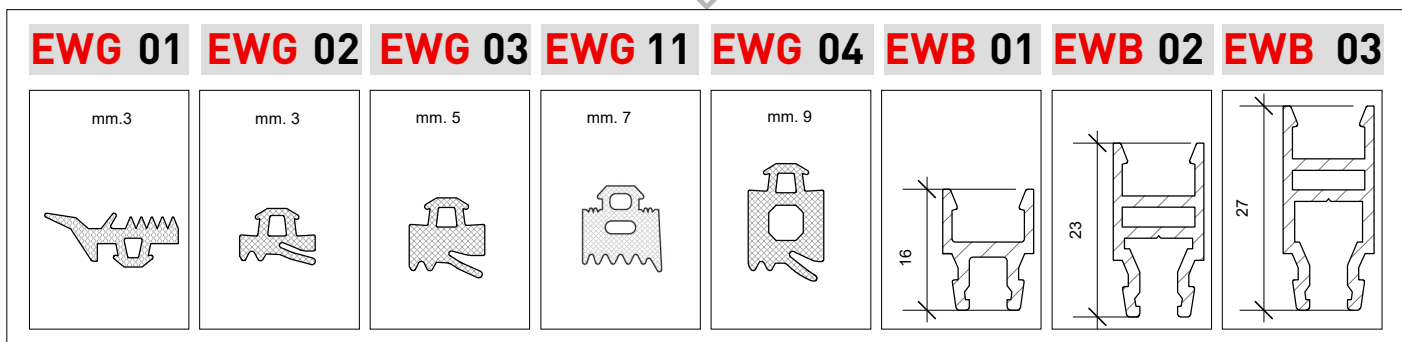 EWG 01 EWG 02 EWG 03 EWG 11 EWG 04 EWB 01 EWB 02 EWB 03
mm.3 mm. 3 mm. 5 mm. 7 mm. 9
16 23 27